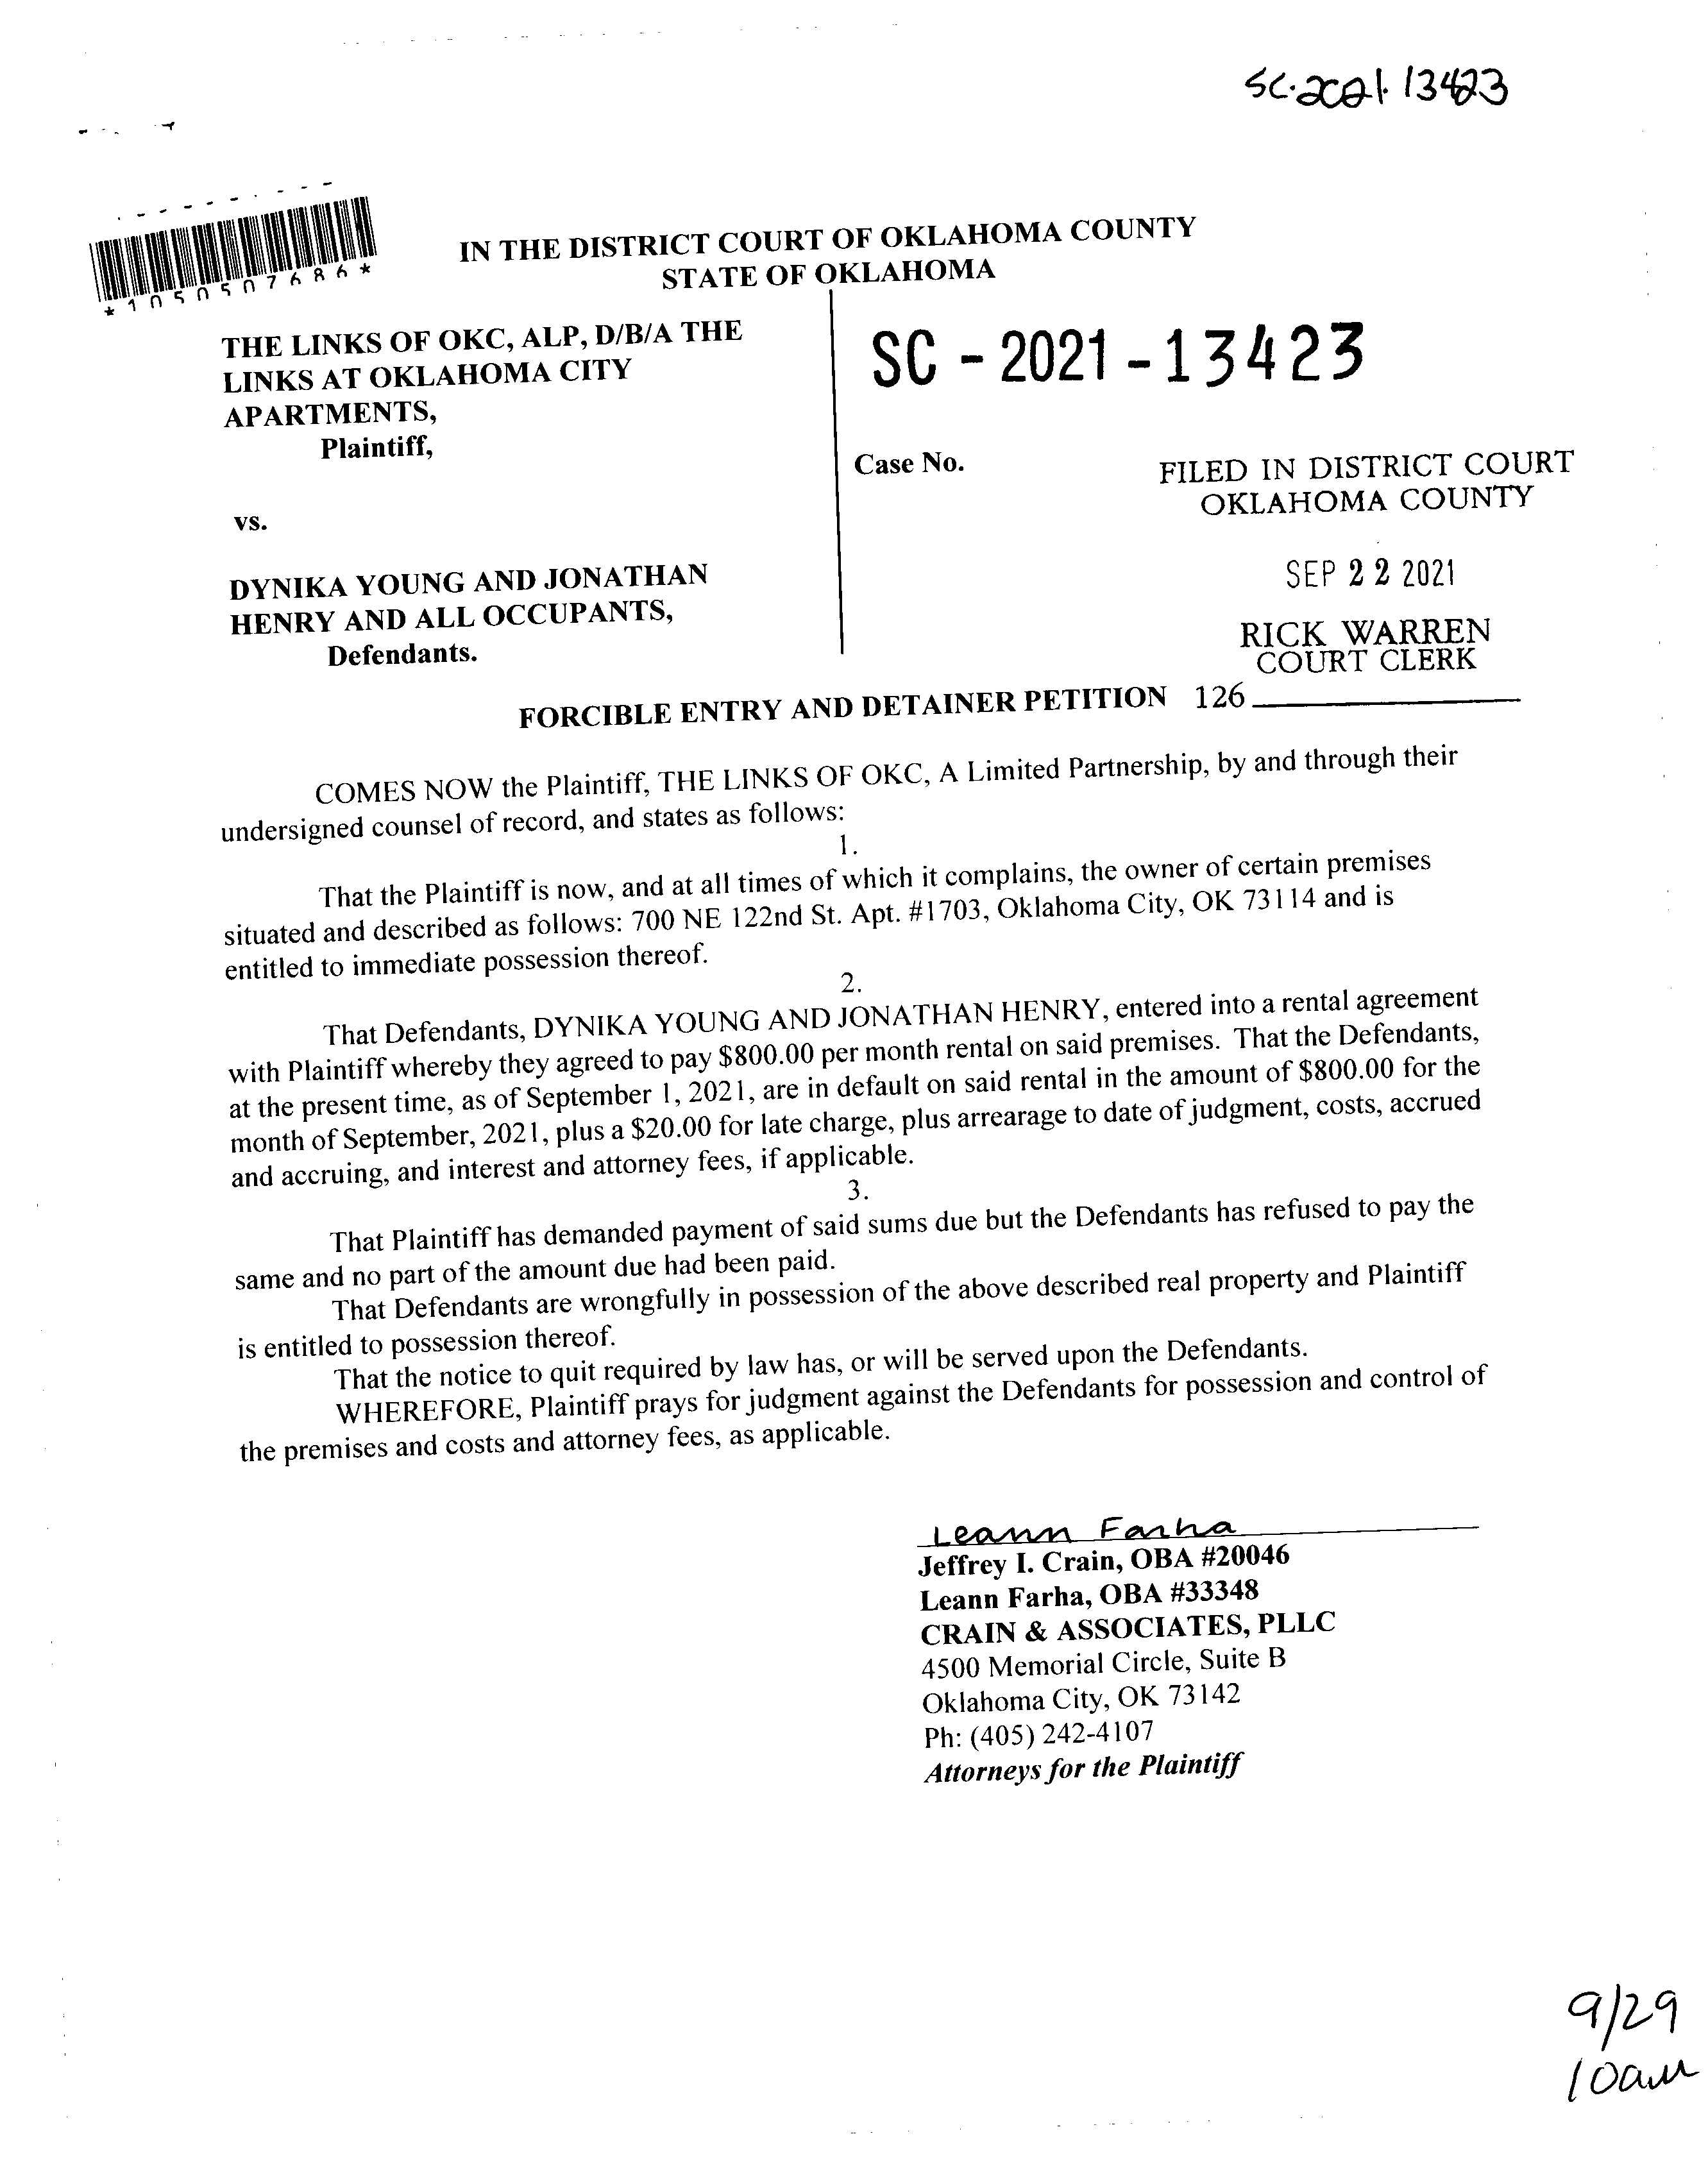 SC-2021-13423
*1050507686*
IN THE DISTRICT COURT OF OKLAHOMA COUNTY
STATE OF OKLAHOMA
THE LINKS OF OKC, ALP, D/B/A THE
LINKS AT OKLAHOMA CITY
APARTMENTS,
Plaintiff,
vs.
DYNIKA YOUNG AND JONATHAN
HENRY AND ALL OCCUPANTS,
Defendants.
SC - 2021 - 13423
Case No.
FILED IN DISTRICT COURT
OKLAHOMA COUNTY
SEP 22 2021
RICK WARREN
COURT CLERK
126
FORCIBLE ENTRY AND DETAINER PETITION
COMES NOW the Plaintiff, THE LINKS OF OKC, A Limited Partnership, by and through their
undersigned counsel of record, and states as follows:
1.
That the Plaintiff is now, and at all times of which it complains, the owner of certain premises
situated and described as follows: 700 NE 122nd St. Apt. #1703, Oklahoma City, OK 73114 and is
entitled to immediate possession thereof.
2.
That Defendants, DYNIKA YOUNG AND JONATHAN HENRY, entered into a rental agreement
with Plaintiff whereby they agreed to pay $800.00 per month rental on said premises. That the Defendants,
at the present time, as of September 1, 2021, are in default on said rental in the amount of $800.00 for the
month of September, 2021, plus a $20.00 for late charge, plus arrearage to date of judgment, costs, accrued
and accruing, and interest and attorney fees, if applicable.
3.
That Plaintiff has demanded payment of said sums due but the Defendants has refused to pay the
same and no part of the amount due had been paid.
That Defendants are wrongfully in possession of the above described real property and Plaintiff
is entitled to possession thereof.
That the notice to quit required by law has, or will be served upon the Defendants.
WHEREFORE, Plaintiff prays for judgment against the Defendants for possession and control of
the premises and costs and attorney fees, as applicable.
Leann Farha
Jeffrey I. Crain, OBA #20046
Leann Farha, OBA #33348
CRAIN & ASSOCIATES, PLLC
4500 Memorial Circle, Suite B
Oklahoma City, OK 73142
Ph: (405) 242-4107
Attorneys for the Plaintiff
9/29
10am